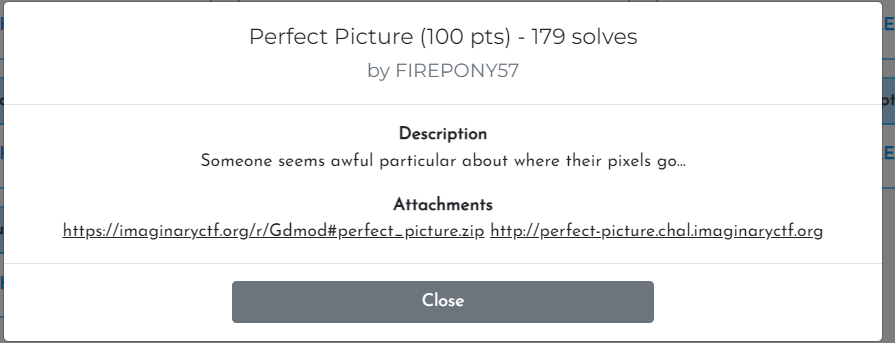 Perfect Picture (100 pts) - 179 solves
by FIREPONY57
Description
Someone seems awful particular about where their pixels go...
Attachments
https://imaginaryctf.org/r/Gdmod#perfect_picture.zip http://perfect-picture.chal.imaginaryctf.org
Close